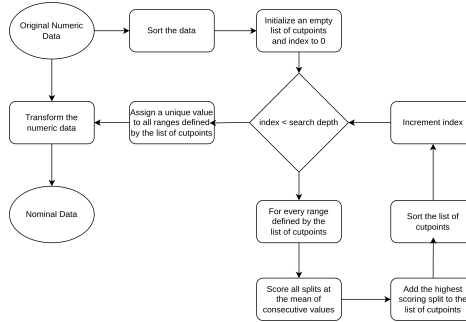 Original Numeric
Data
Sort the data
Initialize an empty
list of cutpoints
and index to 0
Transform the
numeric data
Assign a unique value
to all ranges defined
by the list of cutpoints
index < search depth
Increment index
Nominal Data
For every range
defined by the
list of cutpoints
Sort the list of
cutpoints
Score all splits at
the mean of
consecutive values
Add the highest
scoring split to the
list of cutpoints